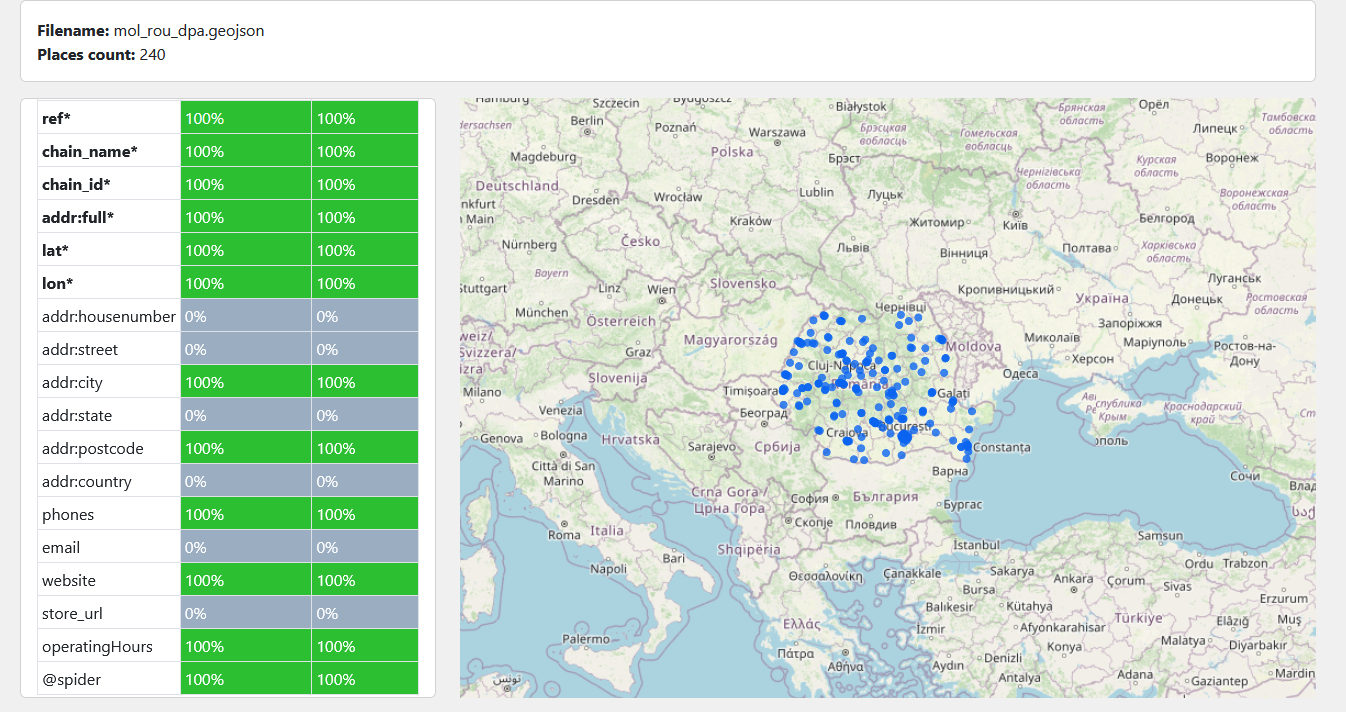 Filename: mol_rou_dpa.geojson
Places count: 240
ref* 100% 100%
chain_name* 100% 100%
chain_id* 100% 100%
addr:full* 100% 100%
lat* 100% 100%
lon* 100% 100%
addr:housenumber 0% 0%
addr:street 0% 0%
addr:city 100% 100%
addr:state 0% 0%
addr:postcode 100% 100%
addr:country 0% 0%
phones 100% 100%
email 0% 0%
website 100% 100%
store_url 0% 0%
operatingHours 100% 100%
@spider 100% 100%
Hamburg
Szczecin
Bydgoszcz
Białystok
Брянская область
Орёл
Тамбовска
область
dersachsen
Berlin
Poznań
Warszawa
Брэсцкая вобласць
Гомельская вобласць
Липецк
Magdeburg
Polska
Брэст
Курская область
Воронеж
Deutschland
Чернігівська область
nkfurt
Main
Dresden
Wrocław
Lublin
Луцьк
Воронежская область
Kraków
Житомир
Київ
Белгород
Nürnberg
Česko
Львів
Вінниця
Полтава
Харківська область
Bayern
Slovensko
Луганськ
Stuttgart
Linz
Wien
Кропивницький
Україна
Донецьк
Ростовская область
München
Чернівці
Österreich
Запоріжжя
weiz/
Svizzera/
izra
Magyarország
Moldova
Миколаїв
Маріуполь
Ростов-на-Дону
Graz
Cluj-Napoca
Херсон
Slovenija
România
Одеса
Milano
Timișoara
Galați
Краснодарский край
Venezia
Београд
Крым
Genova
Bologna
Hrvatska
Craiova
București
Sarajevo
Србија
Constanța
ополь
Città di San Marino
Варна
Сочи
Влад
Crna Gora / Црна Гора
София
България
Бургас
Roma
Italia
Скопје
Пловдив
Shqipëria
Samsun
Bari
İstanbul
Ordu
Trabzon
Napoli
Θεσσαλονίκη
Çanakkale
Sakarya
Ankara
Çorum
Sivas
Bursa
Erzurum
Balıkesir
Kütahya
Ελλάς
İzmir
Afyonkarahisar
Türkiye
Elâzığ
Muş
Palermo
Πάτρα
Konya
Malatya
Diyarbakır
Αθήνα
Aydın
Denizli
تونس
Antalya
Adana
Gaziantep
Mardin